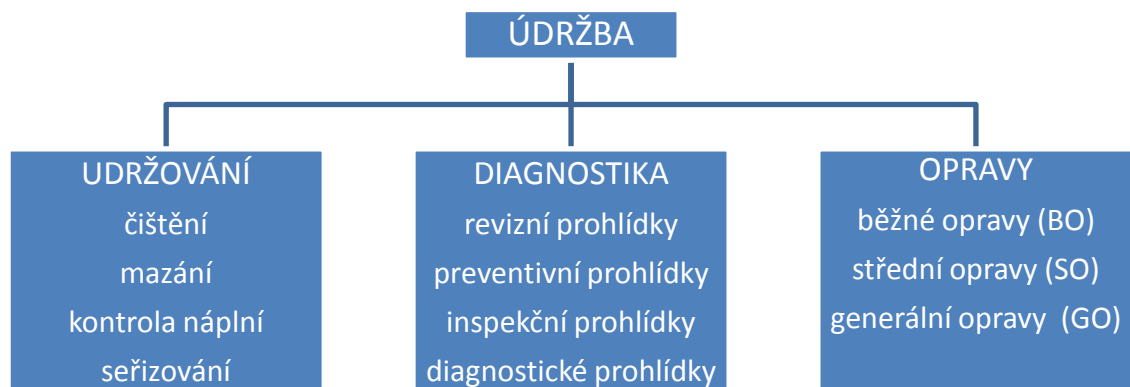 ÚDRŽBA
UDRŽOVÁNÍ
čištění
mazání
kontrola náplní
seřizování
DIAGNOSTIKA
revizní prohlídky
preventivní prohlídky
inspekční prohlídky
diagnostické prohlídky
OPRAVY
běžné opravy (BO)
střední opravy (SO)
generální opravy (GO)